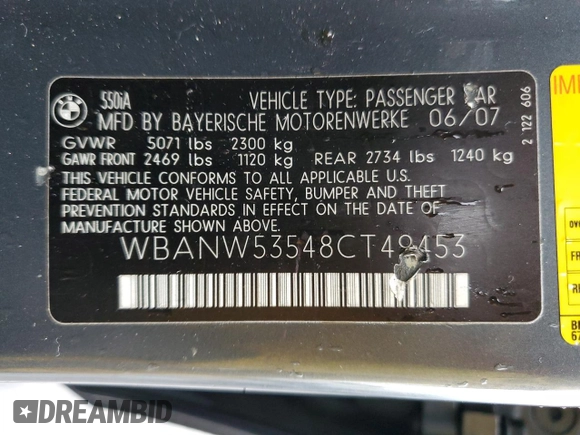 BMW
550iA
VEHICLE TYPE: PASSENGER CAR
MFD BY BAYERISCHE MOTORENWERKE 06/07
GVWR 5071 lbs 2300 kg
GAWR FRONT 2469 lbs 1120 kg REAR 2734 lbs 1240 kg
THIS VEHICLE CONFORMS TO ALL APPLICABLE U.S.
FEDERAL MOTOR VEHICLE SAFETY, BUMPER AND THEFT
PREVENTION STANDARDS IN EFFECT ON THE DATE OF
MANUFACTURE SHOWN ABOVE.
WBANW53548CT49453
2 122 606
DREAMBID